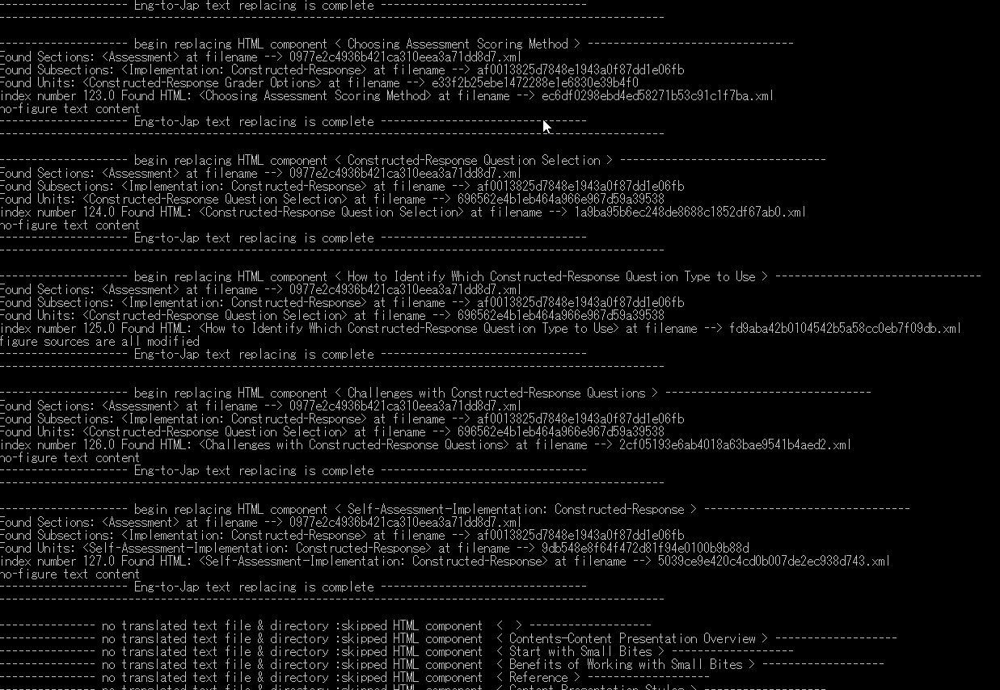 -------------------- Eng-to-Jap text replacing is complete --------------------------------
-------------------------------------------------------------------------------------------------------
-------------------- begin replacing HTML component < Choosing Assessment Scoring Method > --------------------------------
Found Sections: <Assessment> at filename --> 0977e2c4936b421ca310eea3a71dd8d7.xml
Found Subsections: <Implementation: Constructed-Response> at filename --> af0013825d7848e1943a0f87dd1e06fb
Found Units: <Constructed-Response Grader Options> at filename --> e33f2b25ebe1472288e1e6830e39b4f0
index number 123.0 Found HTML: <Choosing Assessment Scoring Method> at filename --> ec6df0298ebd4ed58271b53c91c1f7ba.xml
no-figure text content
-------------------- Eng-to-Jap text replacing is complete --------------------------------
-------------------------------------------------------------------------------------------------------
-------------------- begin replacing HTML component < Constructed-Response Question Selection > --------------------------------
Found Sections: <Assessment> at filename --> 0977e2c4936b421ca310eea3a71dd8d7.xml
Found Subsections: <Implementation: Constructed-Response> at filename --> af0013825d7848e1943a0f87dd1e06fb
Found Units: <Constructed-Response Question Selection> at filename --> 696562e4b1eb464a966e967d59a39538
index number 124.0 Found HTML: <Constructed-Response Question Selection> at filename --> 1a9ba95b6ec248de8688c1852df67ab0.xml
no-figure text content
-------------------- Eng-to-Jap text replacing is complete --------------------------------
-------------------------------------------------------------------------------------------------------
-------------------- begin replacing HTML component < How to Identify Which Constructed-Response Question Type to Use > --------------------------------
Found Sections: <Assessment> at filename --> 0977e2c4936b421ca310eea3a71dd8d7.xml
Found Subsections: <Implementation: Constructed-Response> at filename --> af0013825d7848e1943a0f87dd1e06fb
Found Units: <Constructed-Response Question Selection> at filename --> 696562e4b1eb464a966e967d59a39538
index number 125.0 Found HTML: <How to Identify Which Constructed-Response Question Type to Use> at filename --> fd9aba42b0104542b5a58cc0eb7f09db.xml
figure sources are all modified
-------------------- Eng-to-Jap text replacing is complete --------------------------------
-------------------------------------------------------------------------------------------------------
-------------------- begin replacing HTML component < Challenges with Constructed-Response Questions > --------------------------------
Found Sections: <Assessment> at filename --> 0977e2c4936b421ca310eea3a71dd8d7.xml
Found Subsections: <Implementation: Constructed-Response> at filename --> af0013825d7848e1943a0f87dd1e06fb
Found Units: <Constructed-Response Question Selection> at filename --> 696562e4b1eb464a966e967d59a39538
index number 126.0 Found HTML: <Challenges with Constructed-Response Questions> at filename --> 2cf05193e6ab4018a63bae9541b4aed2.xml
no-figure text content
-------------------- Eng-to-Jap text replacing is complete --------------------------------
-------------------------------------------------------------------------------------------------------
-------------------- begin replacing HTML component < Self-Assessment—Implementation: Constructed-Response > --------------------------------
Found Sections: <Assessment> at filename --> 0977e2c4936b421ca310eea3a71dd8d7.xml
Found Subsections: <Implementation: Constructed-Response> at filename --> af0013825d7848e1943a0f87dd1e06fb
Found Units: <Self-Assessment—Implementation: Constructed-Response> at filename --> 9db548e8f64f472d81f94e0100b9b88d
index number 127.0 Found HTML: <Self-Assessment—Implementation: Constructed-Response> at filename --> 5039ce9e420c4cd0b007de2ec938d743.xml
no-figure text content
-------------------- Eng-to-Jap text replacing is complete --------------------------------
-------------------------------------------------------------------------------------------------------
--------------- no translated text file & directory :skipped HTML component  <  > -------------------
--------------- no translated text file & directory :skipped HTML component  < Contents—Content Presentation Overview > --------------------
--------------- no translated text file & directory :skipped HTML component  < Start with Small Bites > -------------------
--------------- no translated text file & directory :skipped HTML component  < Benefits of Working with Small Bites > -------------------
--------------- no translated text file & directory :skipped HTML component  < Reference > --------------------
--------------- no translated text file & directory :skipped HTML component  < Content Presentation Styles > -------------------